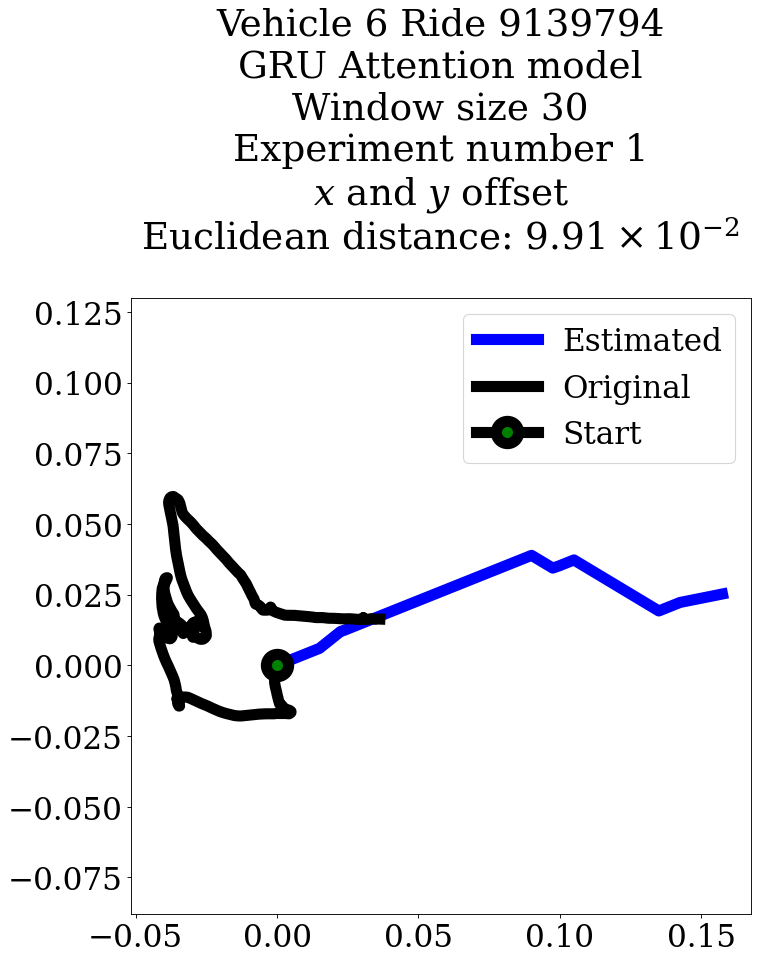 Vehicle 6 Ride 9139794
GRU Attention model
Window size 30
Experiment number 1
x and y offset
Euclidean distance: 9.91 × 10⁻²
Estimated
Original
Start
0.125
0.100
0.075
0.050
0.025
0.000
−0.025
−0.050
−0.075
−0.05 0.00 0.05 0.10 0.15